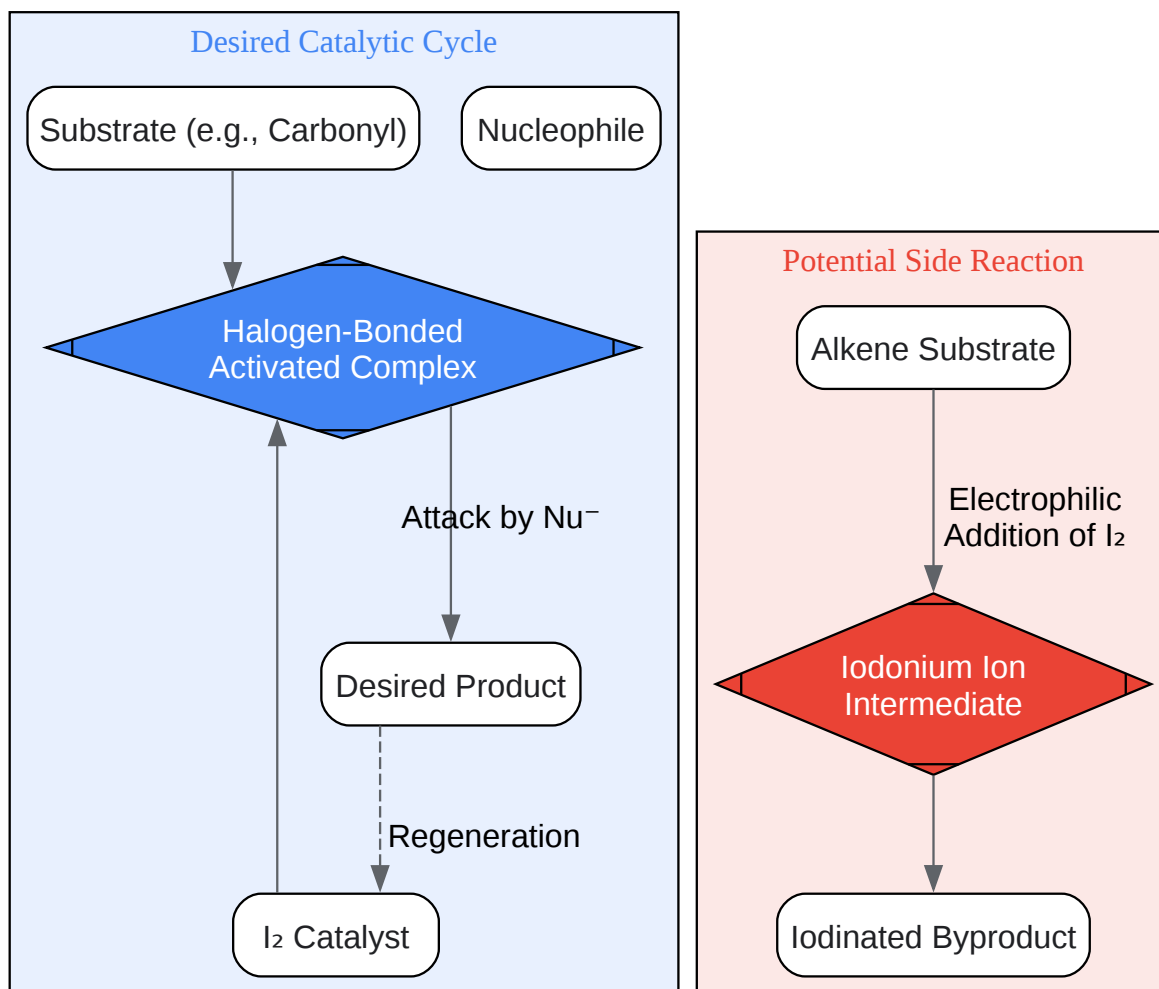 Desired Catalytic Cycle
Substrate (e.g., Carbonyl)
Nucleophile
Halogen-Bonded
Activated Complex
Attack by Nu⁻
Desired Product
Regeneration
I₂ Catalyst
Potential Side Reaction
Alkene Substrate
Electrophilic
Addition of I₂
Iodonium Ion
Intermediate
Iodinated Byproduct